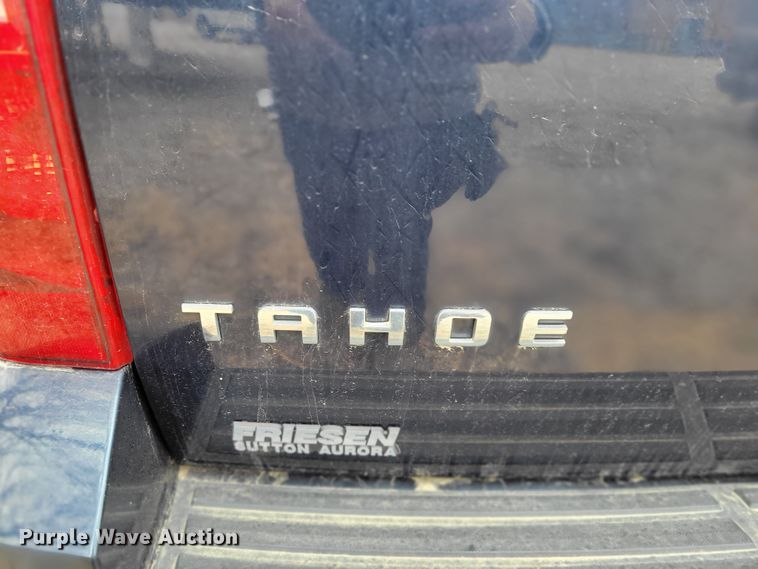 TAHOE
FRIESEN
SUTTON AURORA
Purple Wave Auction